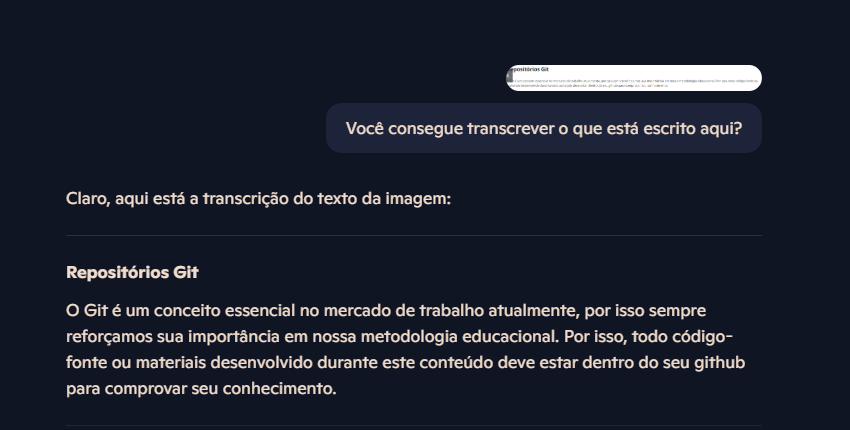 Repositórios Git
Você consegue transcrever o que está escrito aqui?
Claro, aqui está a transcrição do texto da imagem:
Repositórios Git
O Git é um conceito essencial no mercado de trabalho atualmente, por isso sempre
reforçamos sua importância em nossa metodologia educacional. Por isso, todo código-
fonte ou materiais desenvolvido durante este conteúdo deve estar dentro do seu github
para comprovar seu conhecimento.